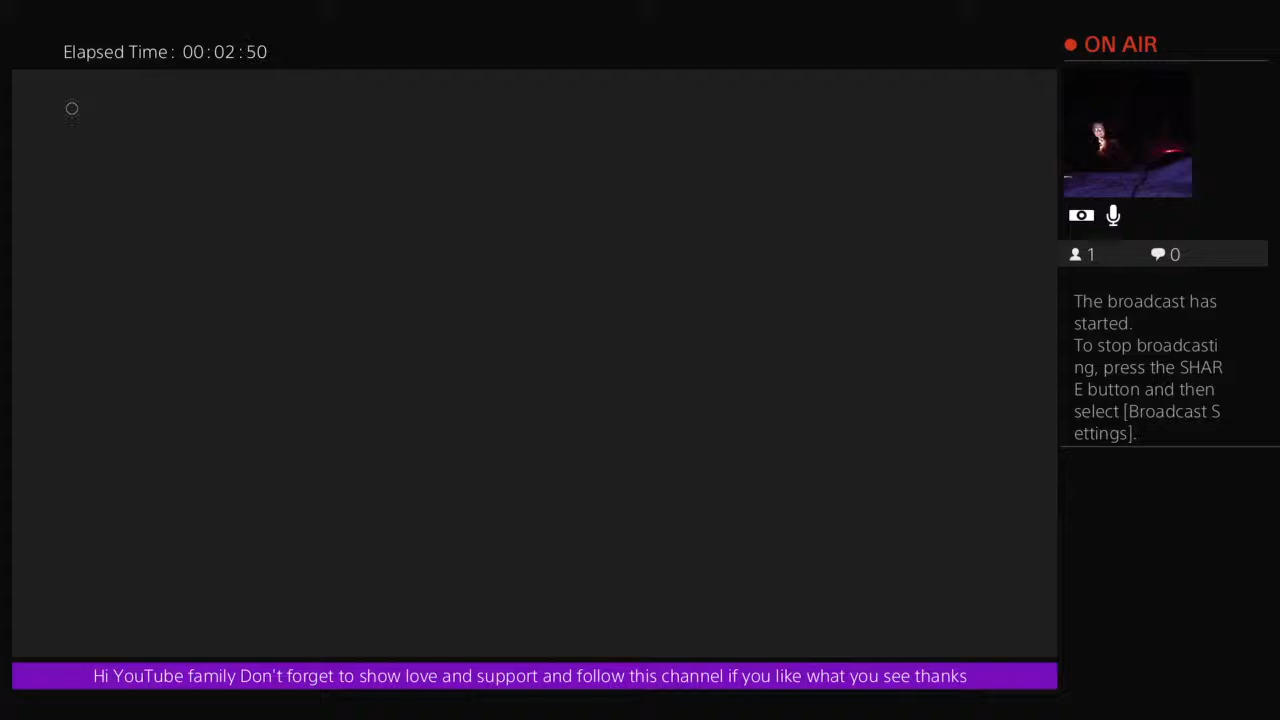 Elapsed Time: 00:02:50
ON AIR
1
0
The broadcast has
started.
To stop broadcasti
ng, press the SHAR
E button and then
select [Broadcast S
ettings].
Hi YouTube family Don't forget to show love and support and follow this channel if you like what you see thanks